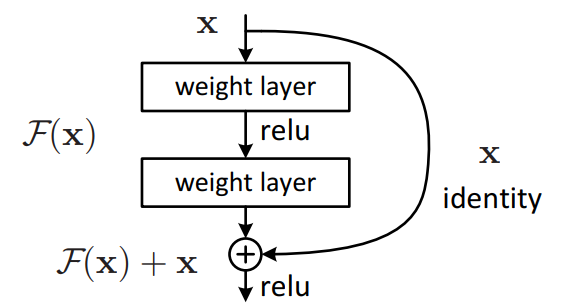 x
weight layer
relu
F(x)
x
weight layer
identity
F(x) + x
relu